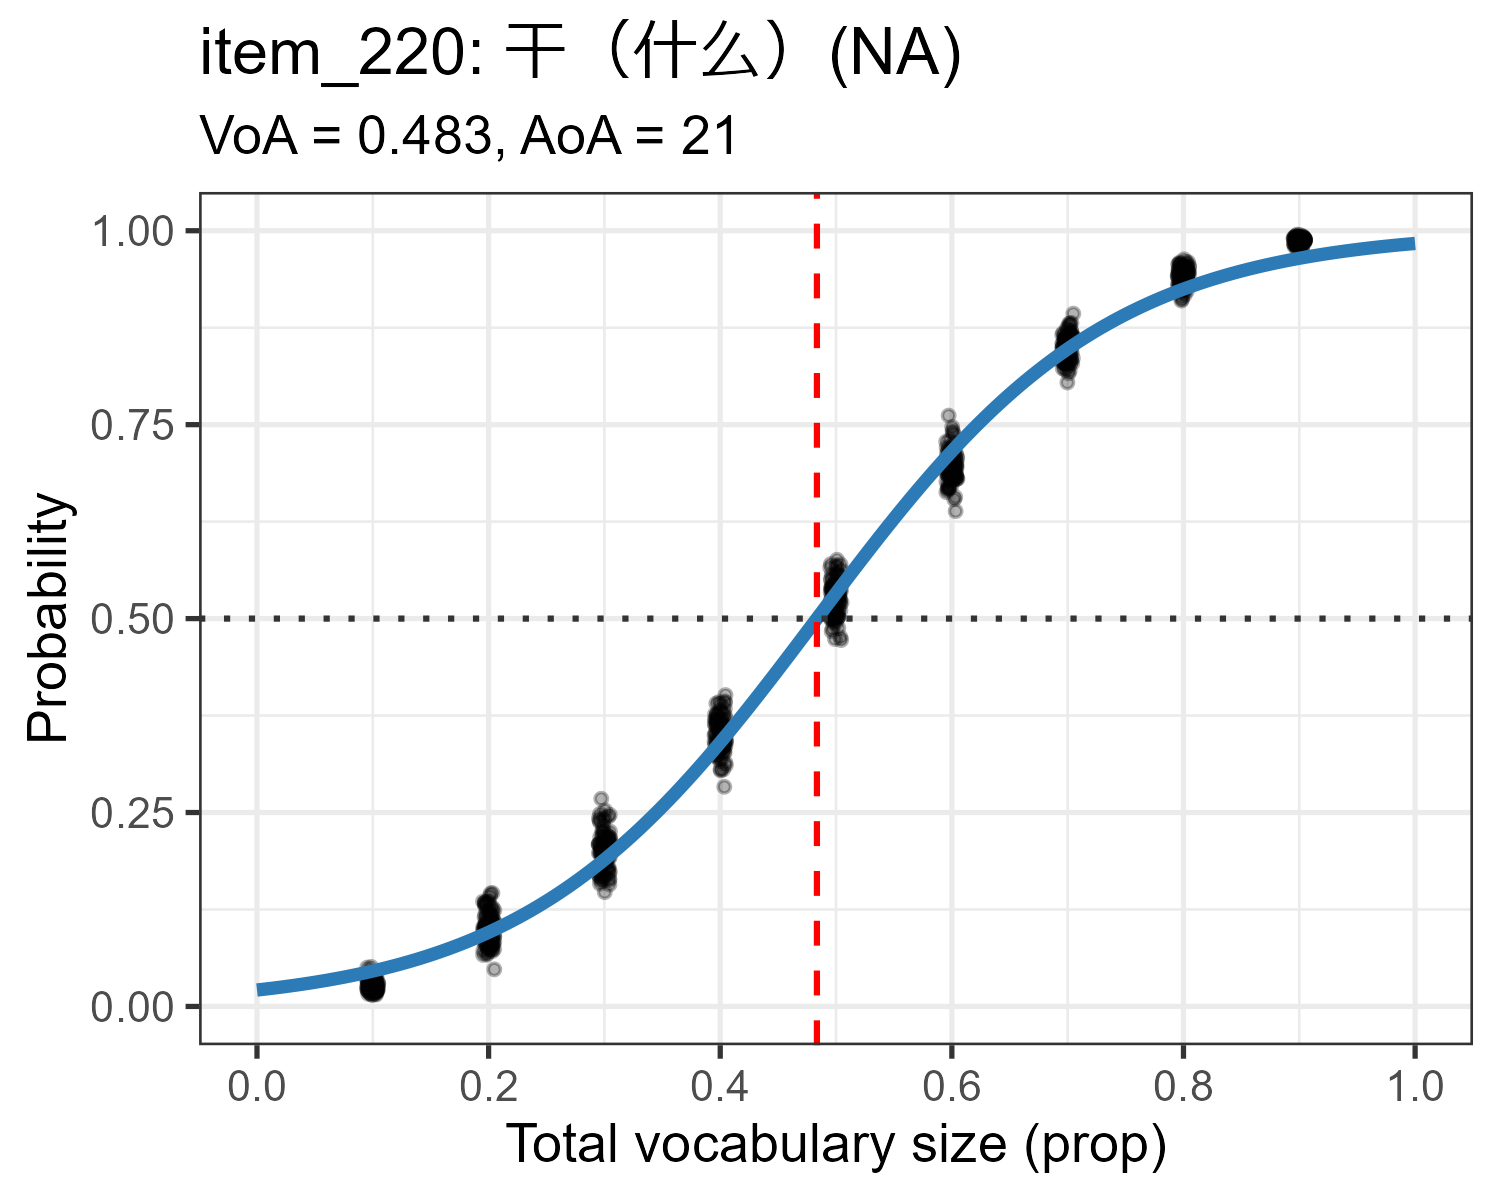 item_220: 干（什么）(NA)
VoA = 0.483, AoA = 21
1.00
0.75
0.50
0.25
0.00
Probability
0.0 0.2 0.4 0.6 0.8 1.0
Total vocabulary size (prop)